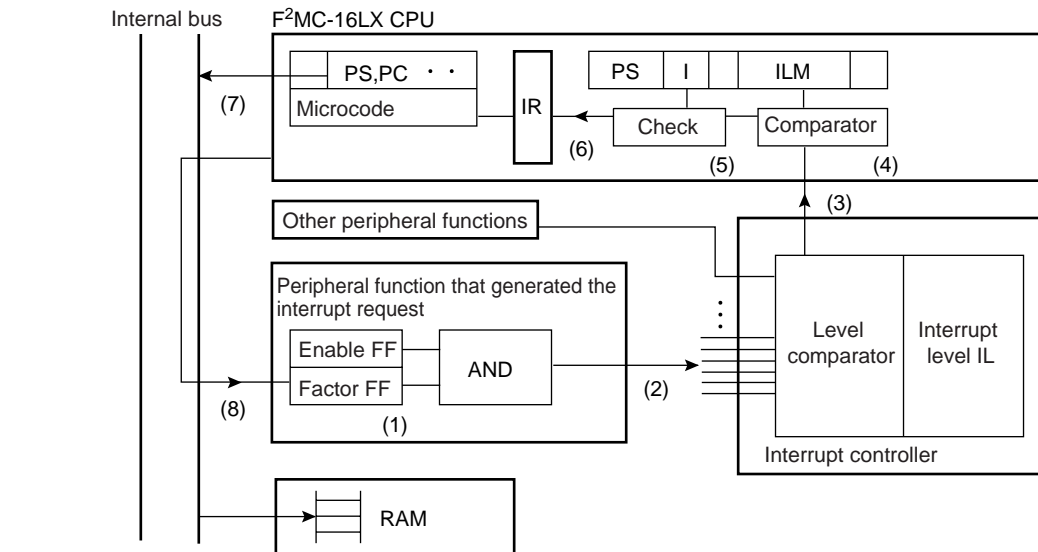 Internal bus
F²MC-16LX CPU
PS,PC · ·
Microcode
IR
PS
I
ILM
Check
Comparator
(7)
(6)
(5)
(4)
(3)
Other peripheral functions
Peripheral function that generated the
interrupt request
Enable FF
Factor FF
AND
(1)
(2)
(8)
Level
comparator
Interrupt
level IL
Interrupt controller
RAM